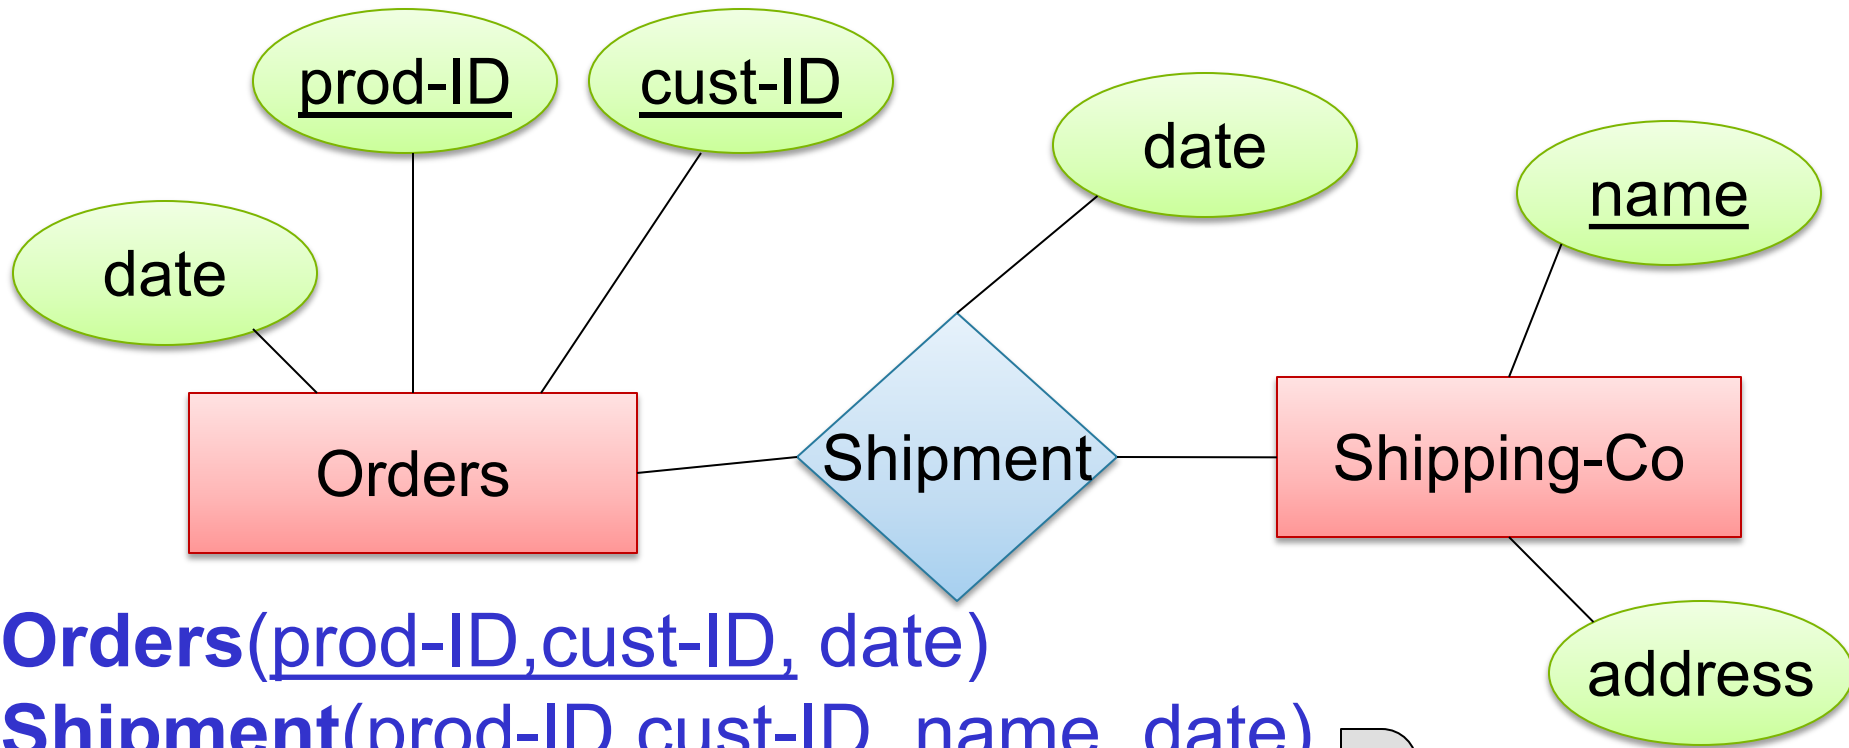 prod-ID
cust-ID
date
name
date
Orders
Shipment
Shipping-Co
address
Orders(prod-ID,cust-ID, date)
Shipment(prod-ID,cust-ID, name, date)